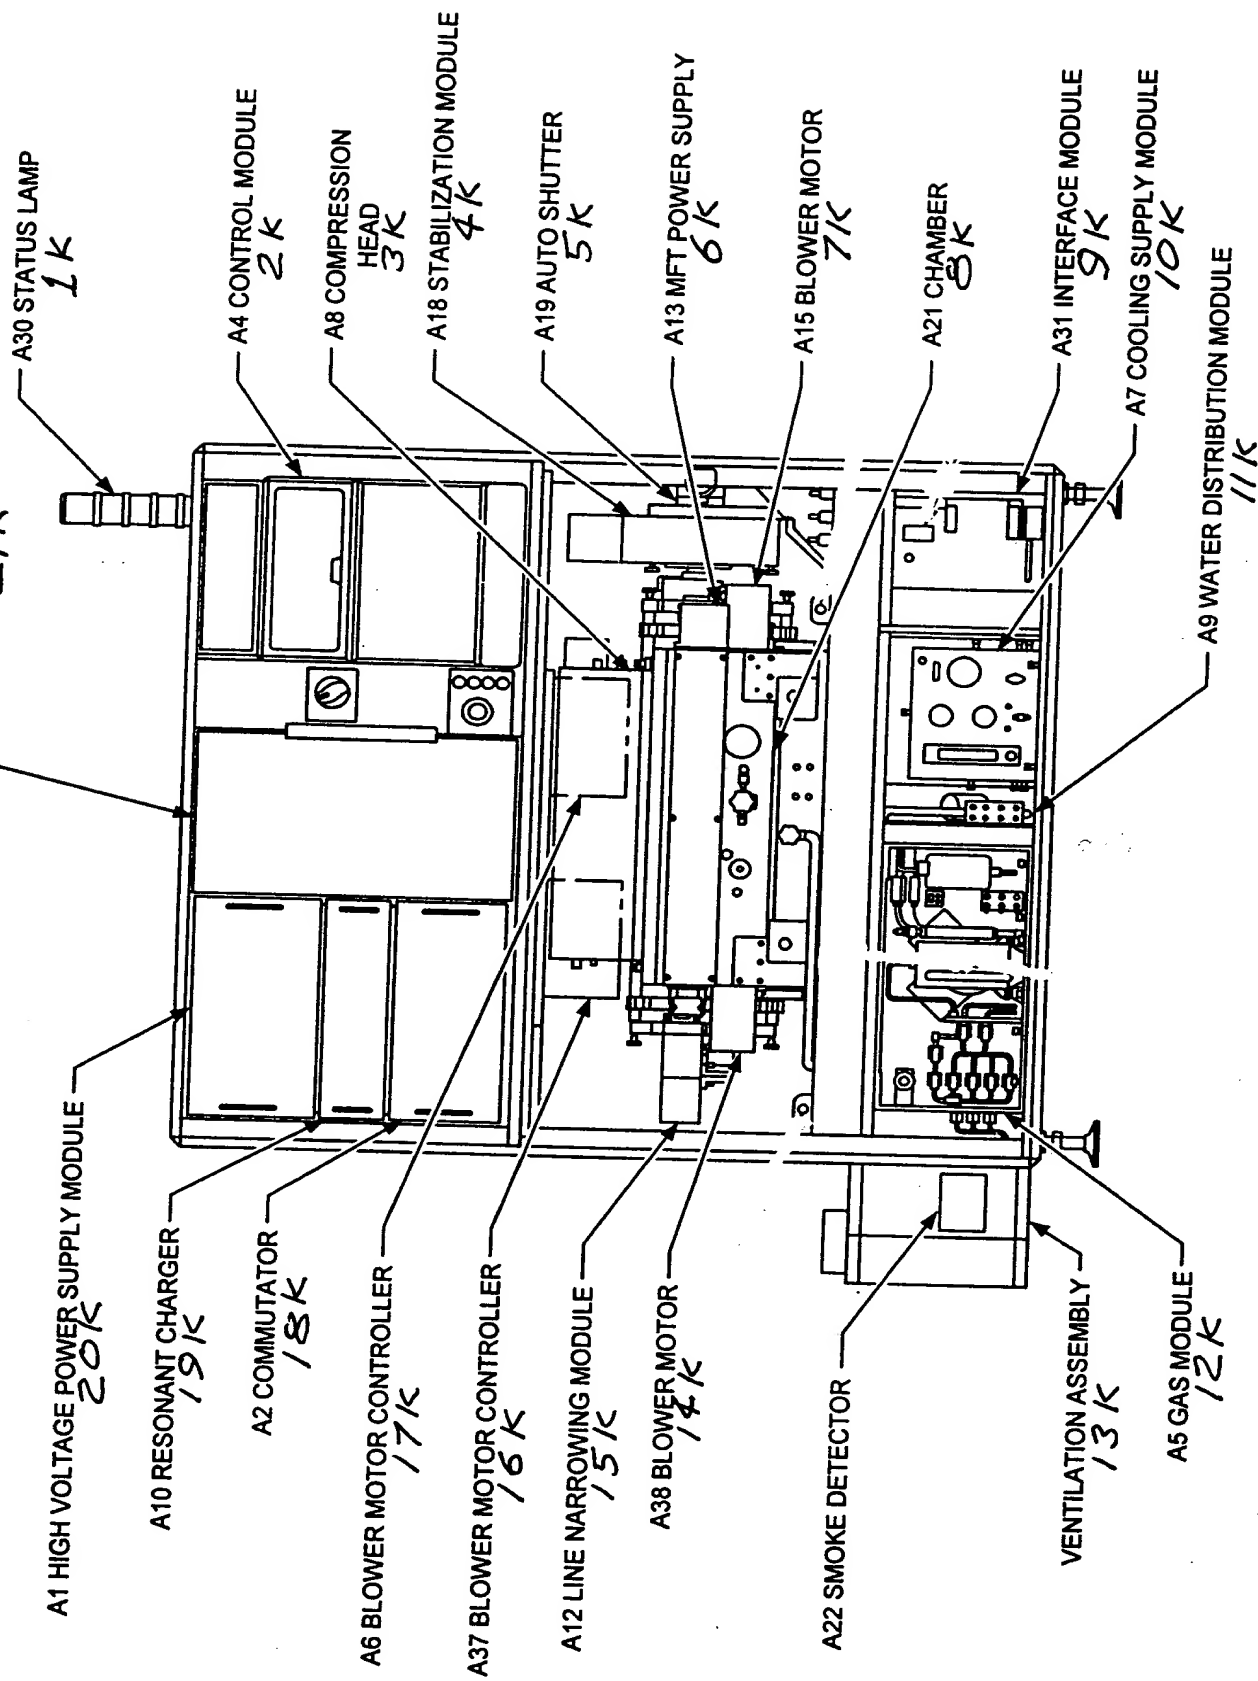 A30 STATUS LAMP
1K
A4 CONTROL MODULE
2K
A8 COMPRESSION
HEAD
3K
A18 STABILIZATION MODULE
4K
A19 AUTO SHUTTER
5K
A13 MFT POWER SUPPLY
6K
A15 BLOWER MOTOR
7K
A21 CHAMBER
8K
A31 INTERFACE MODULE
9K
A7 COOLING SUPPLY MODULE
10K
A9 WATER DISTRIBUTION MODULE
11K
A1 HIGH VOLTAGE POWER SUPPLY MODULE
20K
A10 RESONANT CHARGER
19K
A2 COMMUTATOR
18K
A6 BLOWER MOTOR CONTROLLER
17K
A37 BLOWER MOTOR CONTROLLER
16K
A12 LINE NARROWING MODULE
15K
A38 BLOWER MOTOR
14K
A22 SMOKE DETECTOR
VENTILATION ASSEMBLY
13K
A5 GAS MODULE
12K